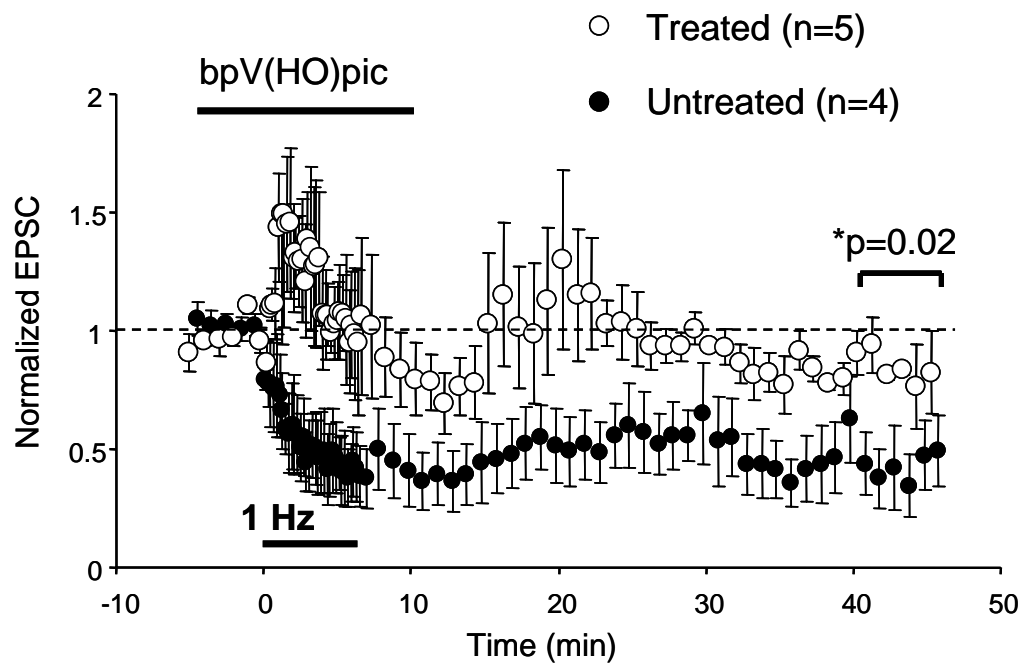 Treated (n=5)
Untreated (n=4)
bpV(HO)pic
2
1.5
1
0.5
0
Normalized EPSC
*p=0.02
1 Hz
-10
0
10
20
30
40
50
Time (min)